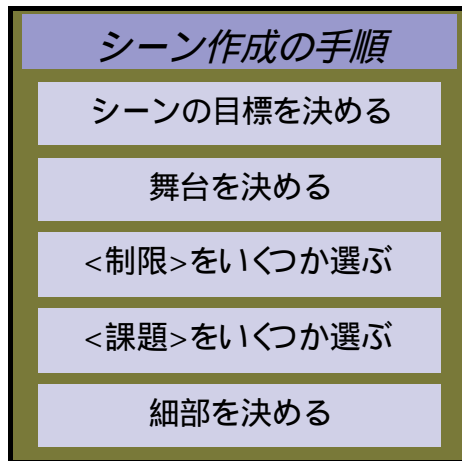 シーン作成の手順
シーンの目標を決める
舞台を決める
<制限>をいくつか選ぶ
<課題>をいくつか選ぶ
細部を決める